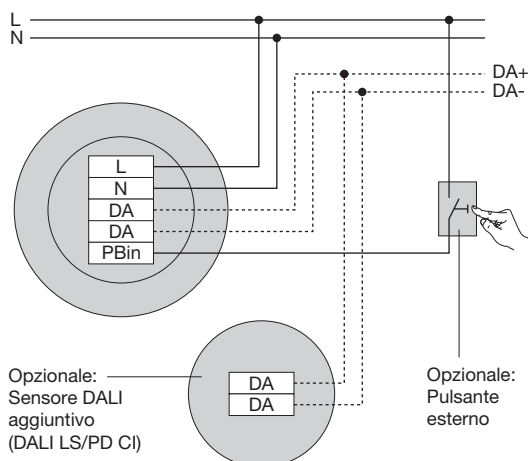 L
N
DA+
DA-
L
N
DA
DA
PBin
Opzionale:
Sensore DALI
aggiuntivo
(DALI LS/PD CI)
DA
DA
Opzionale:
Pulsante
esterno